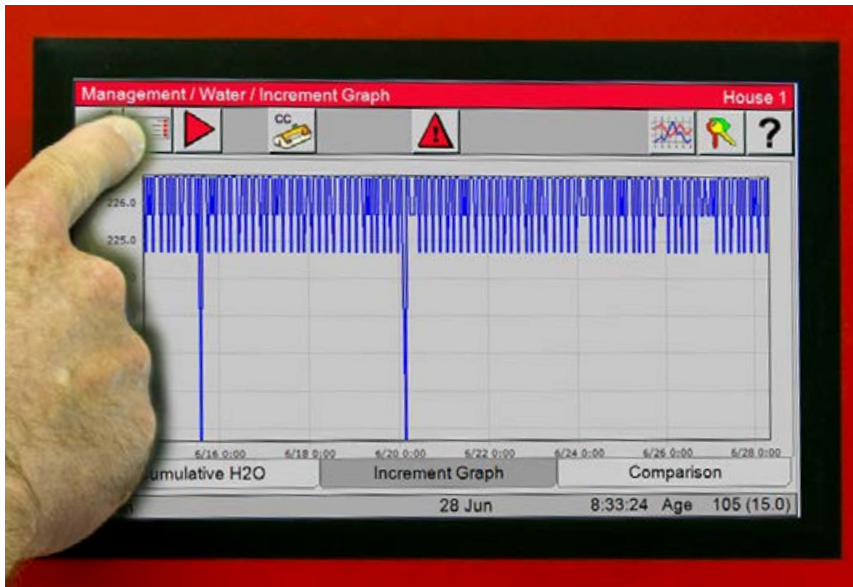 Management / Water / Increment Graph House 1
CC
?
226.0
225.0
6/16 0:00 6/18 0:00 6/20 0:00 6/22 0:00 6/24 0:00 6/26 0:00 6/28 0:00
H2O Increment Graph Comparison
28 Jun 8:33:24 Age 105 (15.0)